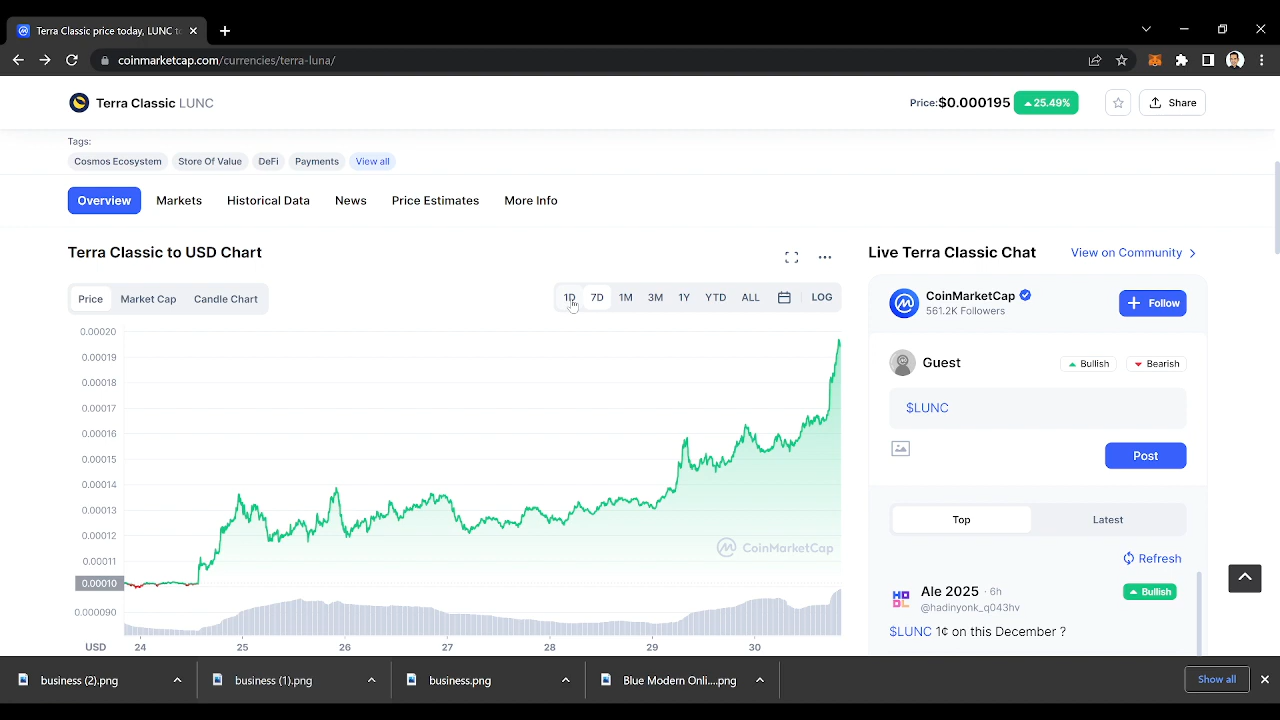 Terra Classic price today, LUNC to
coinmarketcap.com/currencies/terra-luna/
Terra Classic LUNC
Price:$0.000195 25.49%
Share
Tags:
Cosmos Ecosystem Store Of Value DeFi Payments View all
Overview Markets Historical Data News Price Estimates More Info
Terra Classic to USD Chart
Price Market Cap Candle Chart
1D 7D 1M 3M 1Y YTD ALL LOG
0.00020
0.00019
0.00018
0.00017
0.00016
0.00015
0.00014
0.00013
0.00012
0.00011
0.00010
0.000090
CoinMarketCap
USD 24 25 26 27 28 29 30
Live Terra Classic Chat View on Community
CoinMarketCap
561.2K Followers
+ Follow
Guest Bullish Bearish
$LUNC
Post
Top Latest
Refresh
HODL
Ale 2025 · 6h Bullish
@hadinyonk_q043hv
$LUNC 1¢ on this December ?
business (2).png business (1).png business.png Blue Modern Onli....png Show all